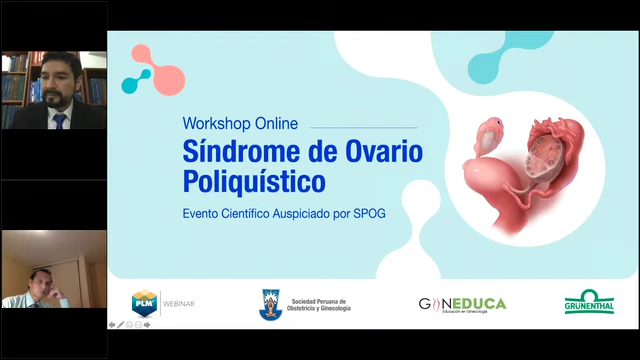 Workshop Online
Síndrome de Ovario
Poliquístico
Evento Científico Auspiciado por SPOG
PLM
WEBINAR
Sociedad Peruana de
Obstetricia y Ginecología
GYNEDUCA
Educación en Ginecología
GRÜNENTHAL